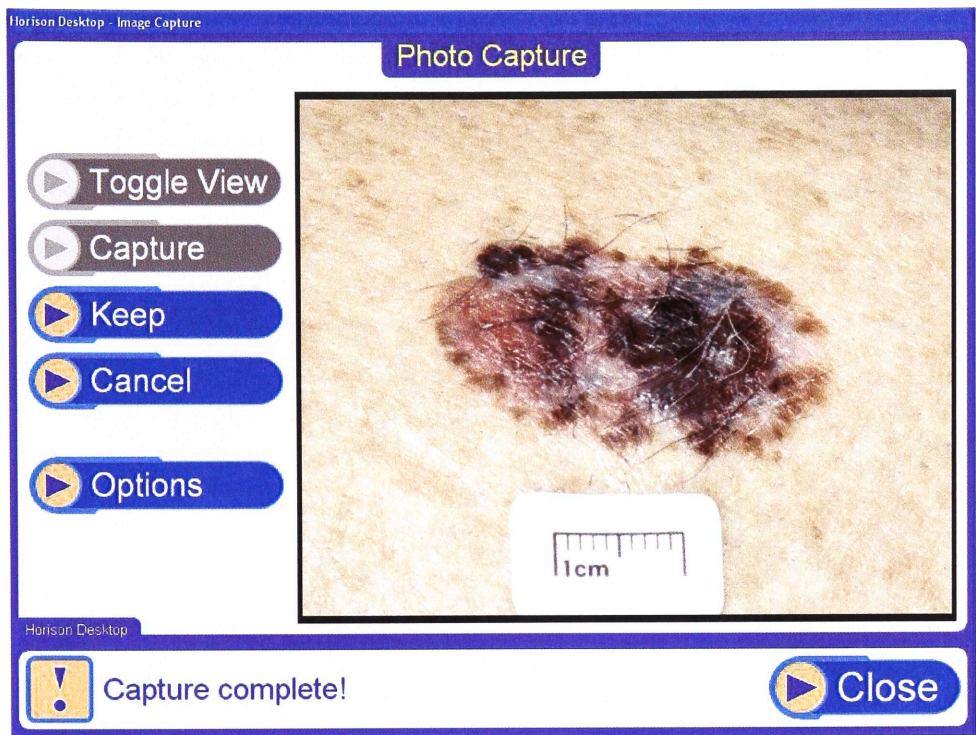 Horison Desktop - Image Capture
Photo Capture
Toggle View
Capture
Keep
Cancel
Options
1cm
Horison Desktop
Capture complete!
Close